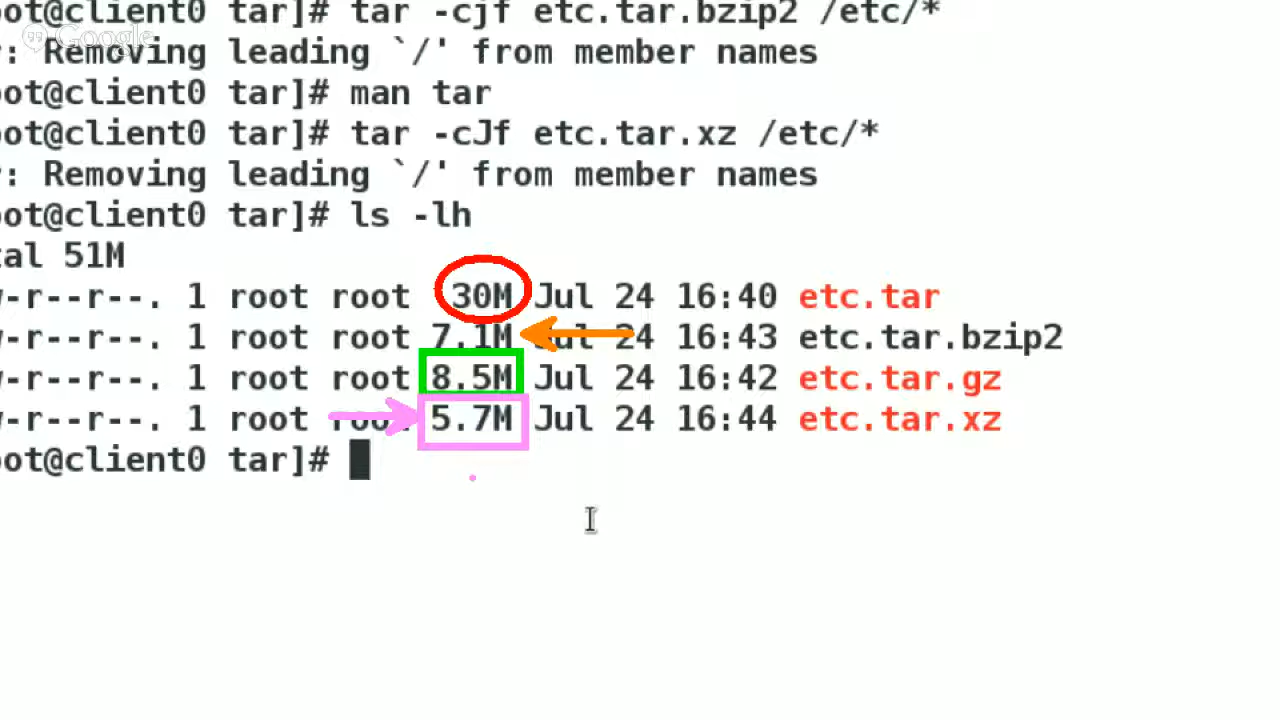 tar -cjf etc.tar.bzip2 /etc/*
Google
: Removing leading `/' from member names
oot@client0 tar]# man tar
oot@client0 tar]# tar -cJf etc.tar.xz /etc/*
: Removing leading `/' from member names
oot@client0 tar]# ls -lh
tal 51M
-r--r--. 1 root root 30M Jul 24 16:40 etc.tar
-r--r--. 1 root root 7.1M Jul 24 16:43 etc.tar.bzip2
-r--r--. 1 root root 8.5M Jul 24 16:42 etc.tar.gz
-r--r--. 1 root root 5.7M Jul 24 16:44 etc.tar.xz
oot@client0 tar]#